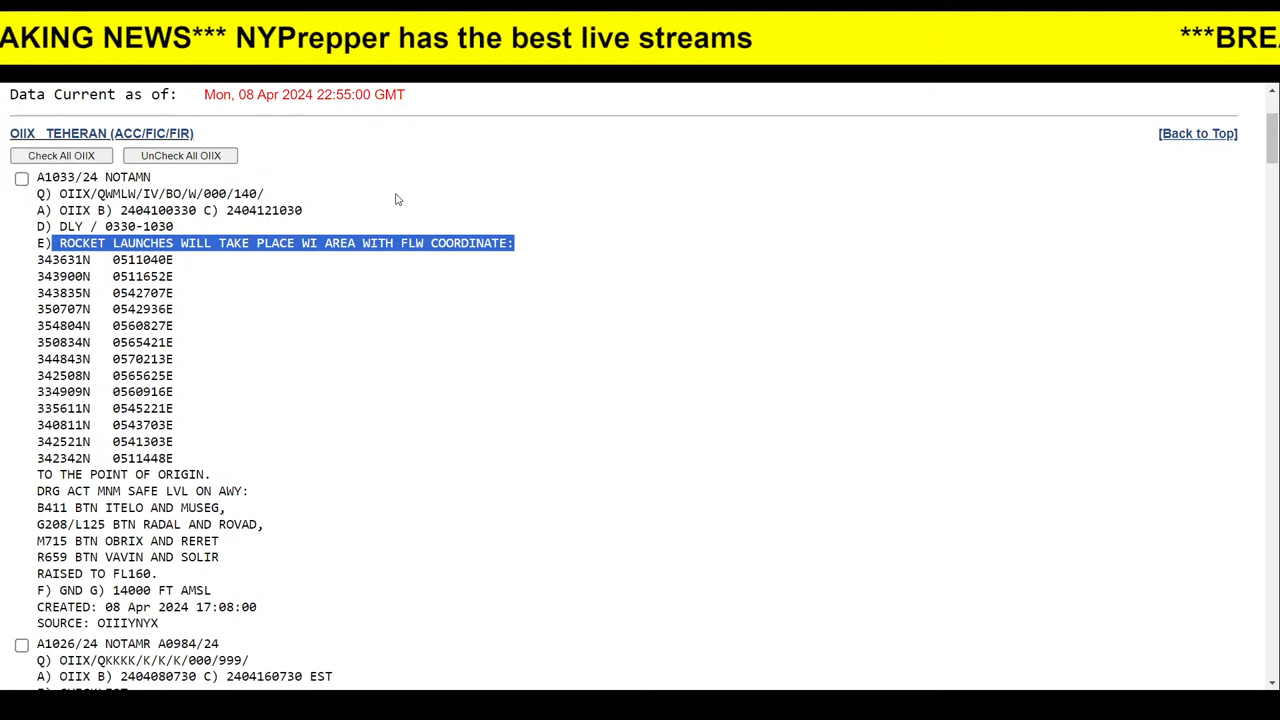 AKING NEWS*** NYPrepper has the best live streams ***BRE
Data Current as of: Mon, 08 Apr 2024 22:55:00 GMT
OIIX TEHERAN (ACC/FIC/FIR) [Back to Top]
Check All OIIX UnCheck All OIIX
A1033/24 NOTAMN
Q) OIIX/QWMLW/IV/BO/W/000/140/
A) OIIX B) 2404100330 C) 2404121030
D) DLY / 0330-1030
E) ROCKET LAUNCHES WILL TAKE PLACE WI AREA WITH FLW COORDINATE:
343631N 0511040E
343900N 0511652E
343835N 0542707E
350707N 0542936E
354804N 0560827E
350834N 0565421E
344843N 0570213E
342508N 0565625E
334909N 0560916E
335611N 0545221E
340811N 0543703E
342521N 0541303E
342342N 0511448E
TO THE POINT OF ORIGIN.
DRG ACT MNM SAFE LVL ON AWY:
B411 BTN ITELO AND MUSEG,
G208/L125 BTN RADAL AND ROVAD,
M715 BTN OBRIX AND RERET
R659 BTN VAVIN AND SOLIR
RAISED TO FL160.
F) GND G) 14000 FT AMSL
CREATED: 08 Apr 2024 17:08:00
SOURCE: OIIIYNYX
A1026/24 NOTAMR A0984/24
Q) OIIX/QKKKK/K/K/K/000/999/
A) OIIX B) 2404080730 C) 2404160730 EST